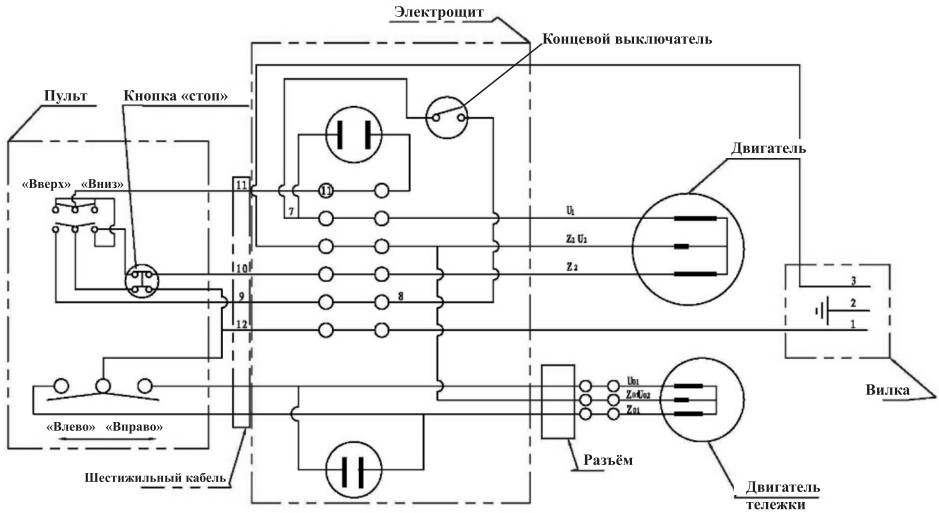 Электрощит
Концевой выключатель
Пульт
Кнопка «стоп»
Двигатель
«Вверх» «Вниз»
11
11
7
U1
Z2 U2
10
Z2
9
8
12
3
2
1
Вилка
U01
Z01U02
Z01
«Влево» «Вправо»
Разъём
Шестижильный кабель
Двигатель
тележки